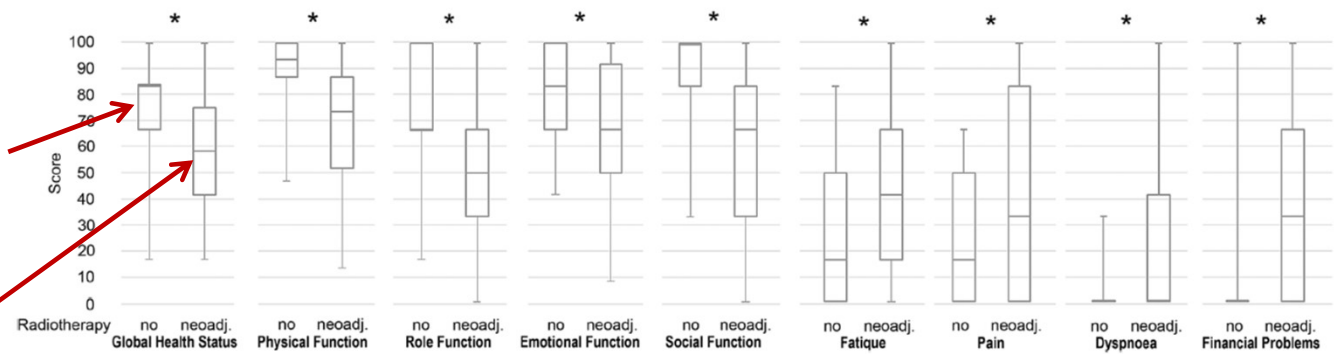 * * * * * * * * *
100
90
80
70
60
50
40
30
20
10
0
Score
Radiotherapy no neoadj. no neoadj. no neoadj. no neoadj. no neoadj. no neoadj. no neoadj. no neoadj. no neoadj.
Global Health Status Physical Function Role Function Emotional Function Social Function Fatique Pain Dyspnoea Financial Problems